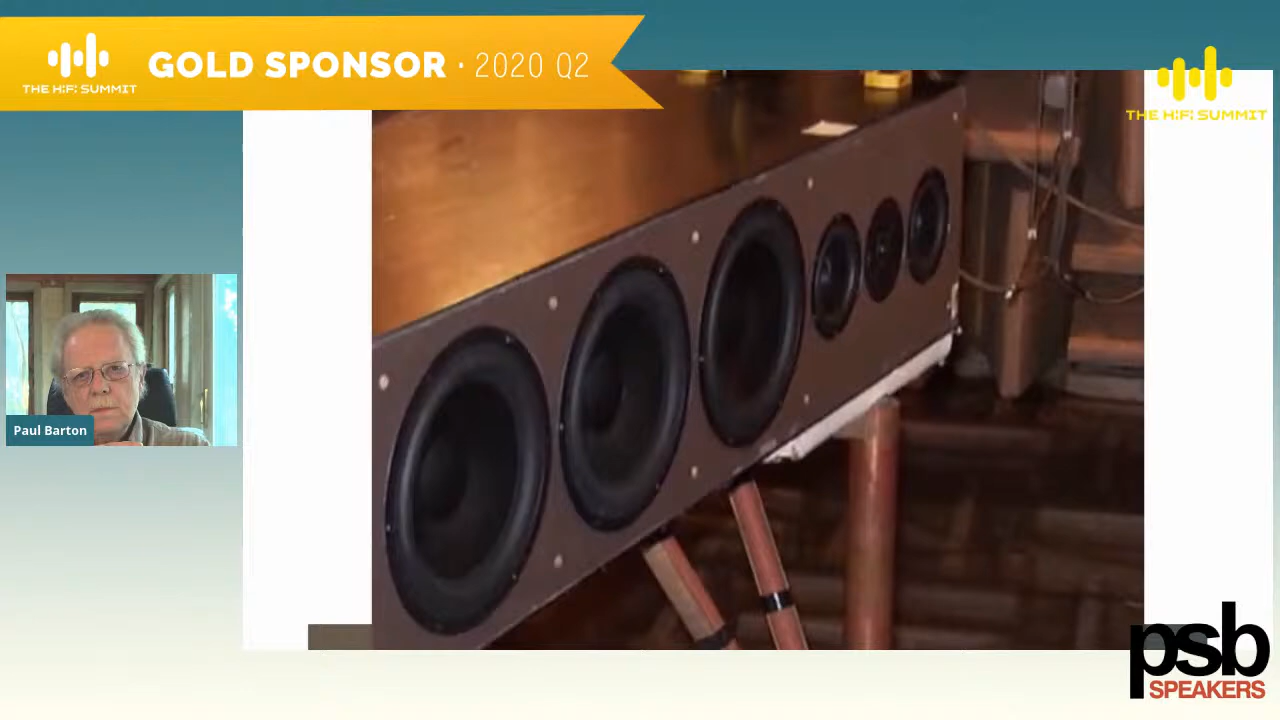 GOLD SPONSOR · 2020 Q2
THE HIFI SUMMIT
THE HIFI SUMMIT
Paul Barton
psb
SPEAKERS